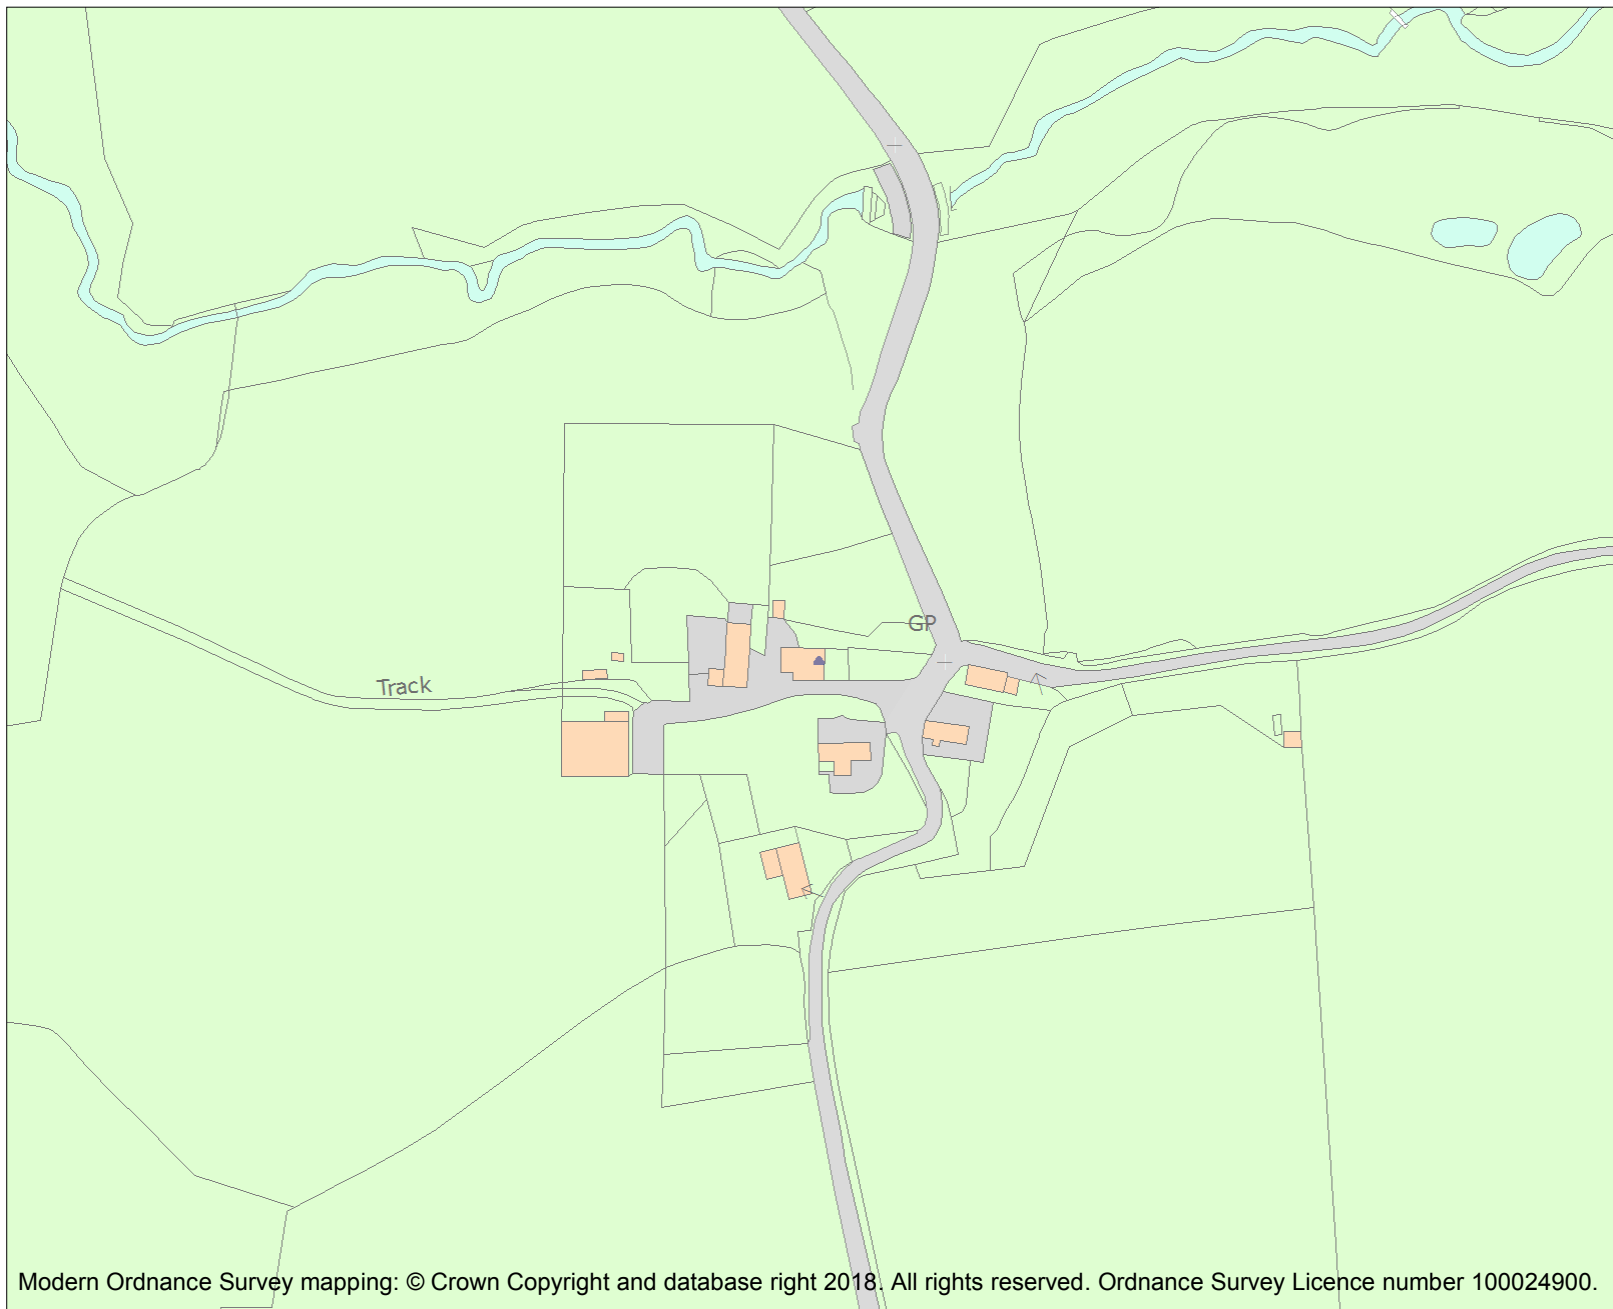 GP
Track
Modern Ordnance Survey mapping: © Crown Copyright and database right 2018. All rights reserved. Ordnance Survey Licence number 100024900.